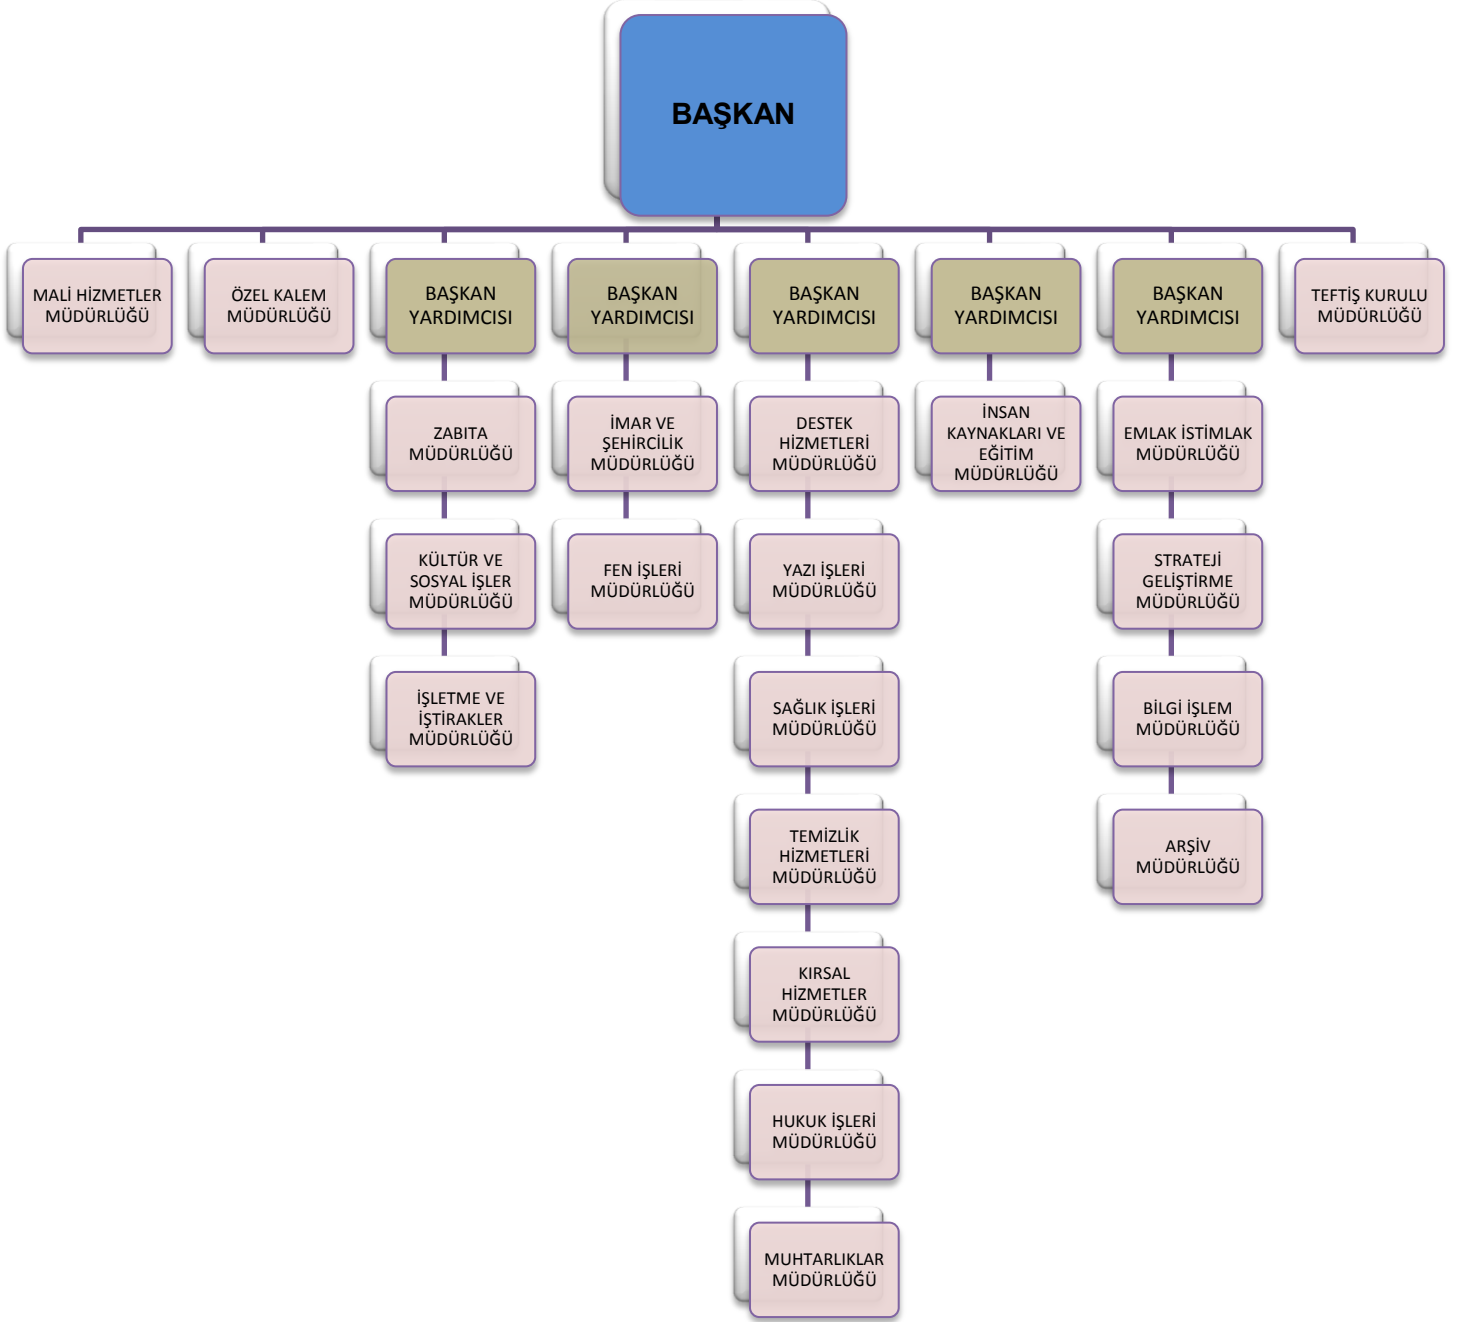 BAŞKAN
MALİ HİZMETLER
MÜDÜRLÜĞÜ
ÖZEL KALEM
MÜDÜRLÜĞÜ
BAŞKAN
YARDIMCISI
BAŞKAN
YARDIMCISI
BAŞKAN
YARDIMCISI
BAŞKAN
YARDIMCISI
BAŞKAN
YARDIMCISI
TEFTİŞ KURULU
MÜDÜRLÜĞÜ
ZABITA
MÜDÜRLÜĞÜ
İMAR VE
ŞEHİRCİLİK
MÜDÜRLÜĞÜ
DESTEK
HİZMETLERİ
MÜDÜRLÜĞÜ
İNSAN
KAYNAKLARI VE
EĞİTİM
MÜDÜRLÜĞÜ
EMLAK İSTİMLAK
MÜDÜRLÜĞÜ
KÜLTÜR VE
SOSYAL İŞLER
MÜDÜRLÜĞÜ
FEN İŞLERİ
MÜDÜRLÜĞÜ
YAZI İŞLERİ
MÜDÜRLÜĞÜ
STRATEJİ
GELİŞTİRME
MÜDÜRLÜĞÜ
İŞLETME VE
İŞTİRAKLER
MÜDÜRLÜĞÜ
SAĞLIK İŞLERİ
MÜDÜRLÜĞÜ
BİLGİ İŞLEM
MÜDÜRLÜĞÜ
TEMİZLİK
HİZMETLERİ
MÜDÜRLÜĞÜ
ARŞİV
MÜDÜRLÜĞÜ
KIRSAL
HİZMETLER
MÜDÜRLÜĞÜ
HUKUK İŞLERİ
MÜDÜRLÜĞÜ
MUHTARLIKLAR
MÜDÜRLÜĞÜ